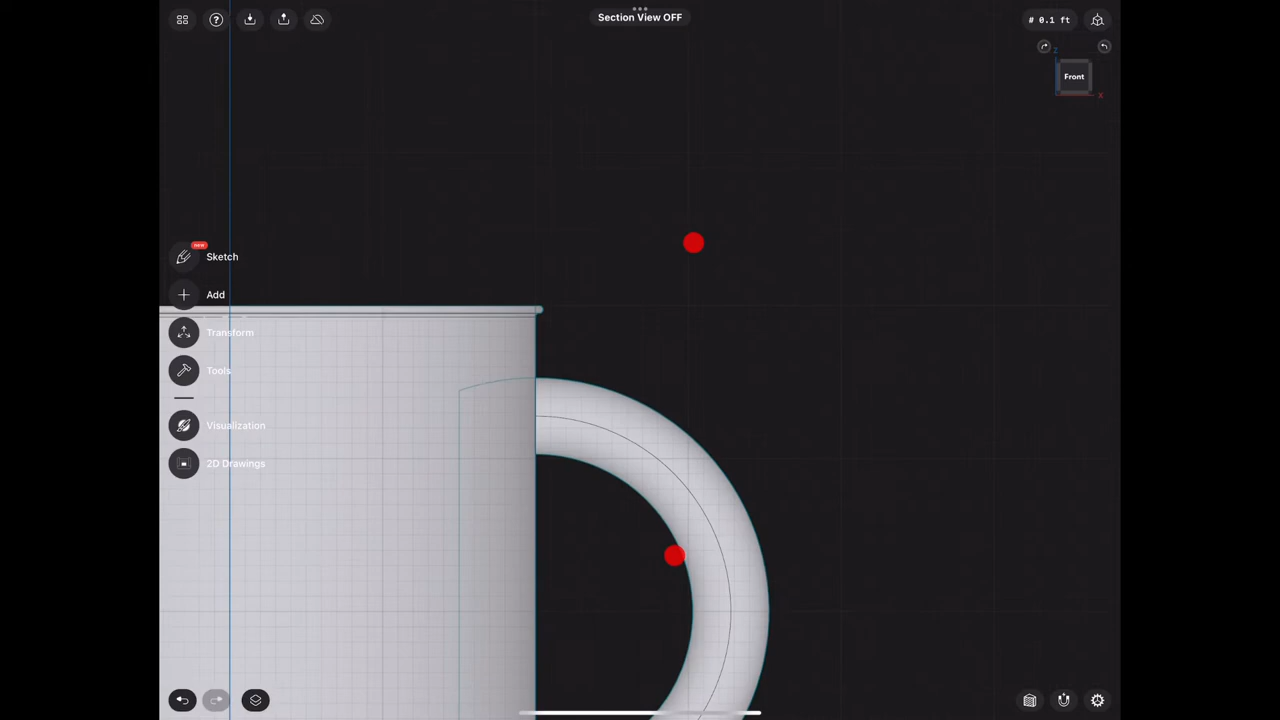 Section View OFF
# 0.1 ft
Z
Front
X
new
Sketch
Add
Transform
Tools
Visualization
2D Drawings